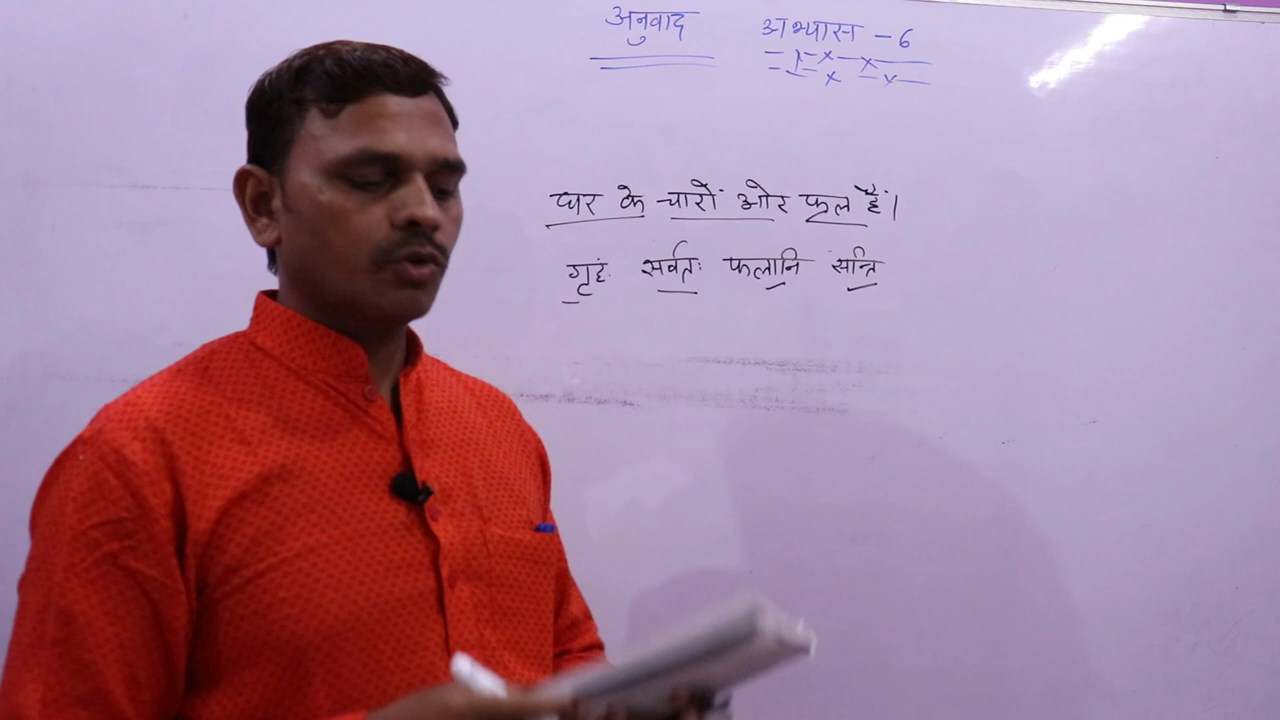 अनुवाद अभ्यास - 6
घर के चारों ओर फल हैं।
गृहं सर्वतः फलानि सन्ति